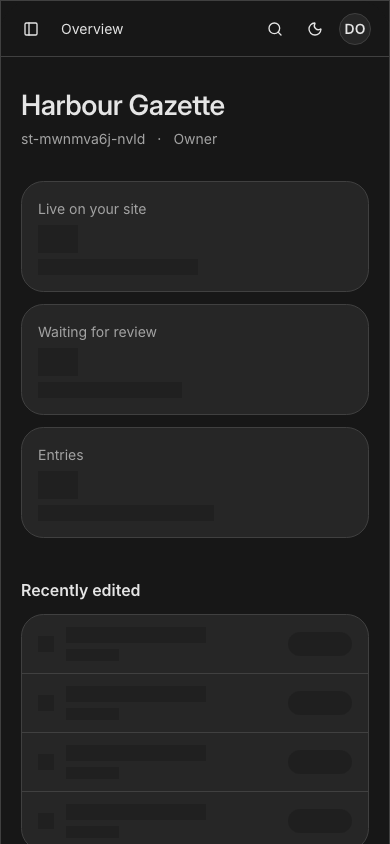 Overview
DO
Harbour Gazette
st-mwnmva6j-nvld · Owner
Live on your site
Waiting for review
Entries
Recently edited